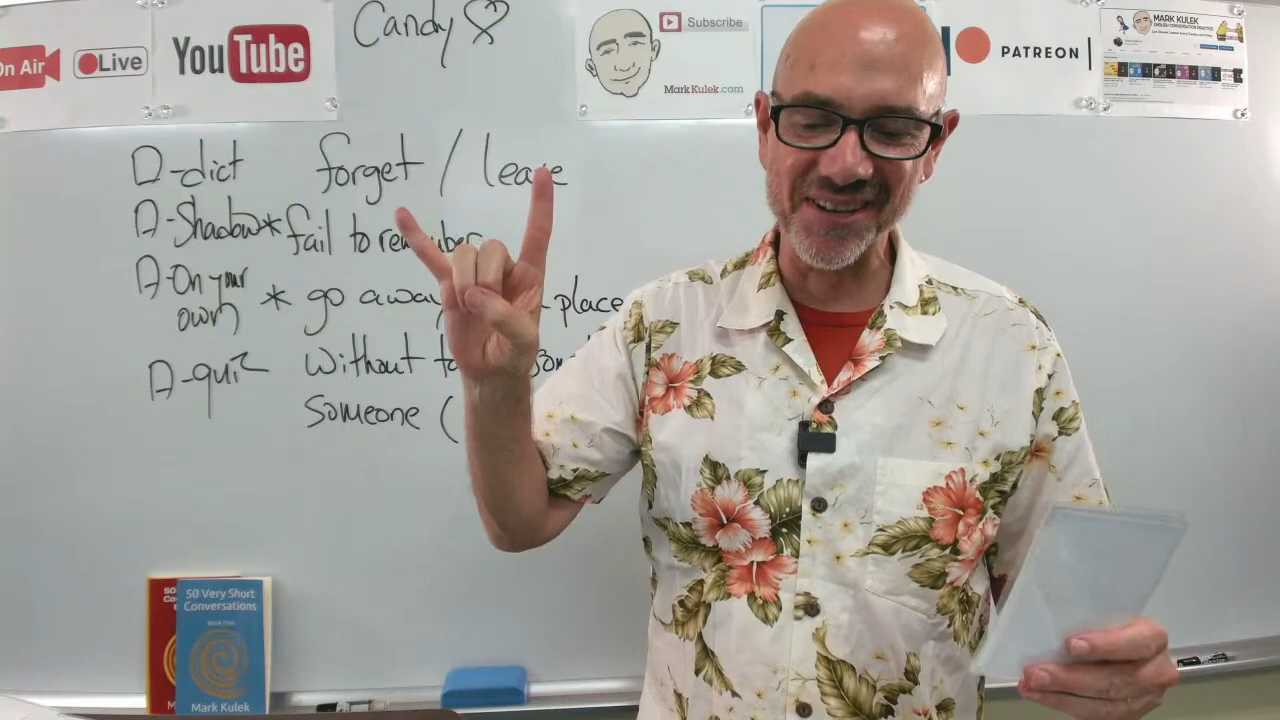 On Air
Live
YouTube
Candy
Subscribe
MarkKulek.com
PATREON
MARK KULEK
A-dict forget / leave
A-Shadow * fail to remember
A-On your own * go away place
A-quiz without
someone (
50 Very Short
Conversations
Mark Kulek